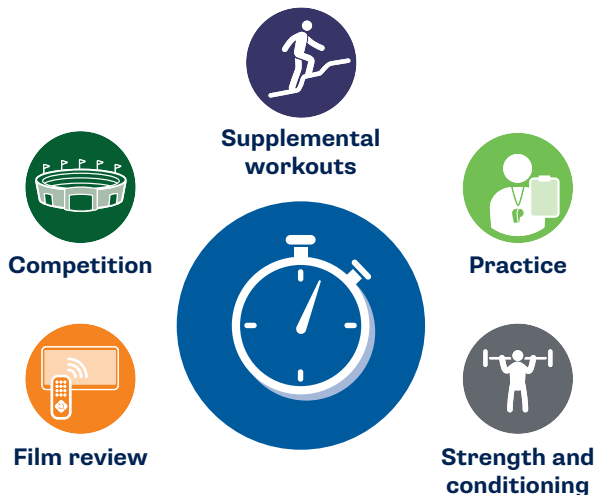 Supplemental
workouts
Competition
Practice
Film review
Strength and
conditioning